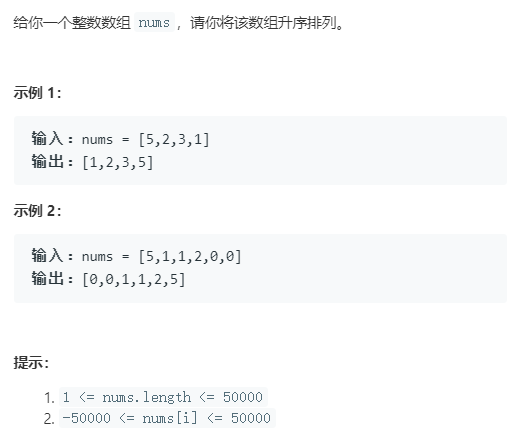 给你一个整数数组 nums，请你将该数组升序排列。
示例 1：
输入：nums = [5,2,3,1]
输出：[1,2,3,5]
示例 2：
输入：nums = [5,1,1,2,0,0]
输出：[0,0,1,1,2,5]
提示：
1. 1 <= nums.length <= 50000
2. -50000 <= nums[i] <= 50000